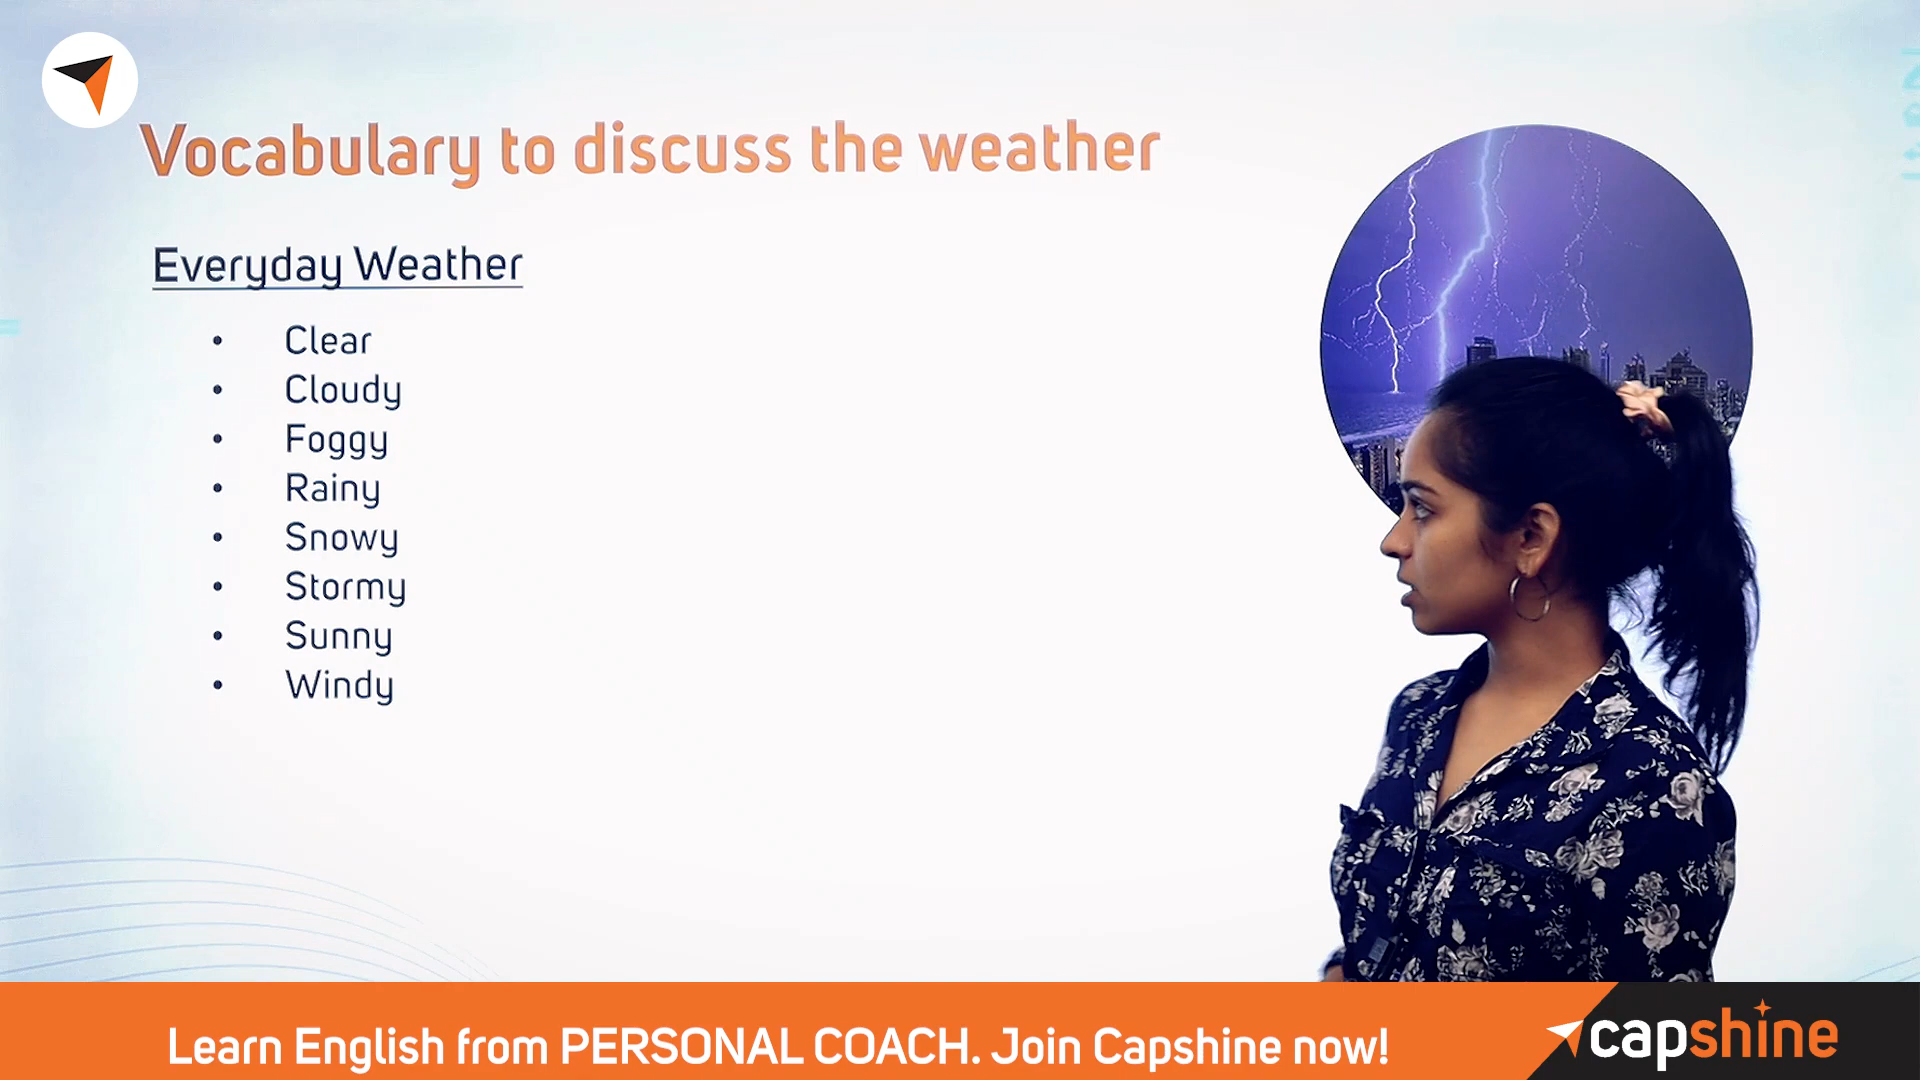 Vocabulary to discuss the weather
Everyday Weather
• Clear
• Cloudy
• Foggy
• Rainy
• Snowy
• Stormy
• Sunny
• Windy
Learn English from PERSONAL COACH. Join Capshine now!
capshine